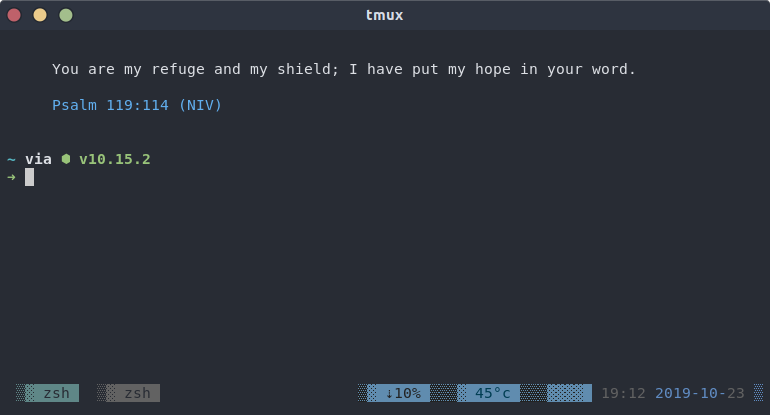 tmux
You are my refuge and my shield; I have put my hope in your word.
Psalm 119:114 (NIV)
~ via ⬢ v10.15.2
➜
zsh zsh ↓10% 45°c 19:12 2019-10-23